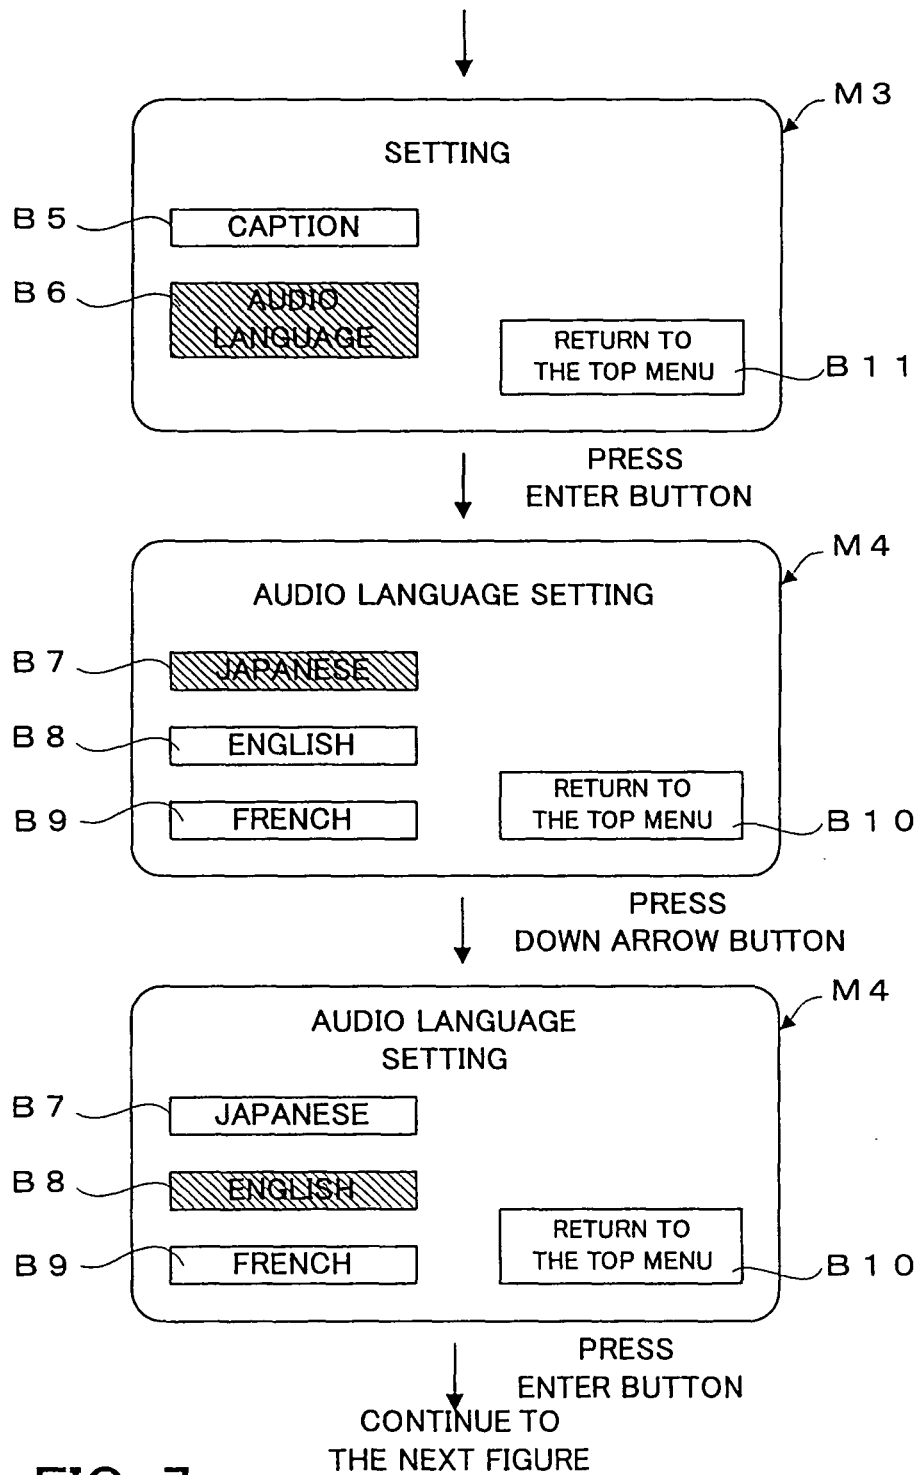 M3
SETTING
B5
CAPTION
B6
AUDIO
LANGUAGE
RETURN TO
THE TOP MENU
B11
PRESS
ENTER BUTTON
M4
AUDIO LANGUAGE SETTING
B7
JAPANESE
B8
ENGLISH
B9
FRENCH
RETURN TO
THE TOP MENU
B10
PRESS
DOWN ARROW BUTTON
M4
AUDIO LANGUAGE
SETTING
B7
JAPANESE
B8
ENGLISH
B9
FRENCH
RETURN TO
THE TOP MENU
B10
PRESS
ENTER BUTTON
CONTINUE TO
THE NEXT FIGURE
FIG. 7